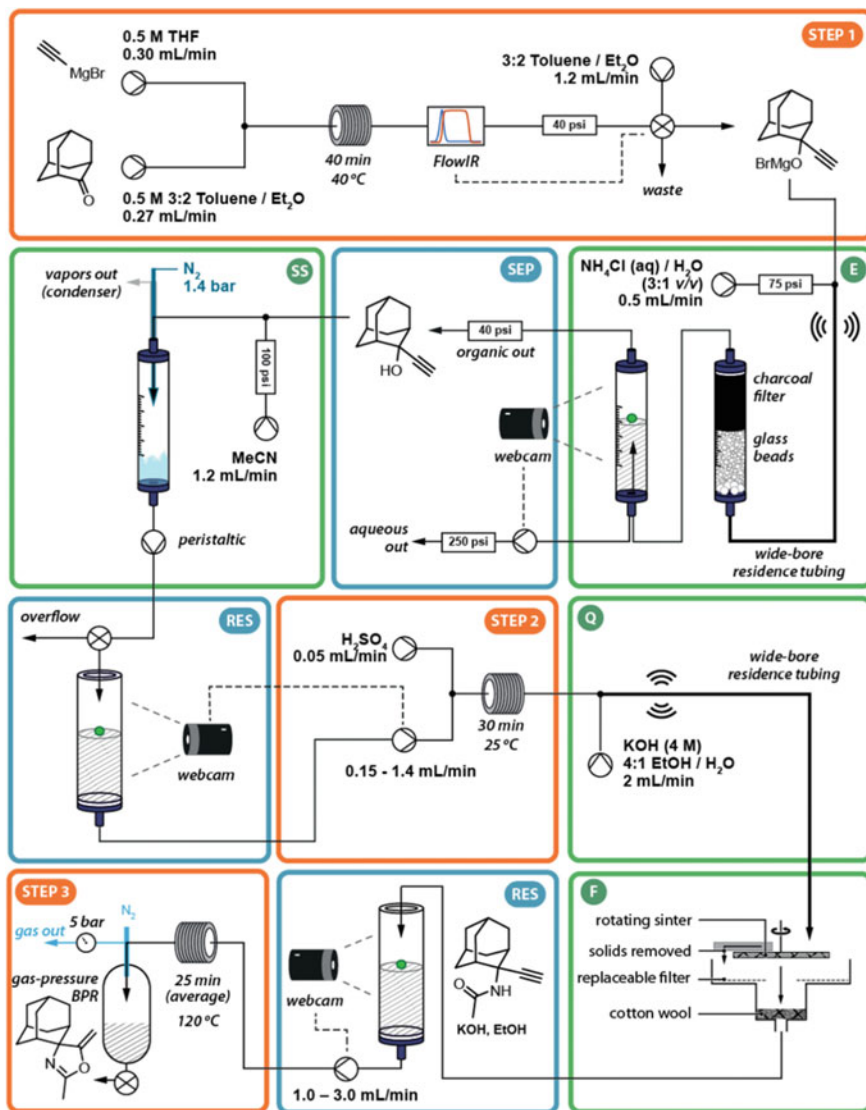 STEP 1
0.5 M THF
0.30 mL/min
MgBr
O
0.5 M 3:2 Toluene / Et2O
0.27 mL/min
40 min
40 ºC
FlowIR
40 psi
3:2 Toluene / Et2O
1.2 mL/min
waste
BrMgO
SS
vapors out
(condenser)
N2
1.4 bar
100 psi
MeCN
1.2 mL/min
peristaltic
SEP
40 psi
organic out
HO
webcam
aqueous
out
250 psi
E
NH4Cl (aq) / H2O
(3:1 v/v)
0.5 mL/min
75 psi
charcoal
filter
glass
beads
wide-bore
residence tubing
RES
overflow
webcam
STEP 2
H2SO4
0.05 mL/min
30 min
25 ºC
0.15 - 1.4 mL/min
Q
wide-bore
residence tubing
KOH (4 M)
4:1 EtOH / H2O
2 mL/min
STEP 3
N2
5 bar
gas out
gas-pressure
BPR
25 min
(average)
120 ºC
N
O
RES
webcam
O
NH
KOH, EtOH
1.0 – 3.0 mL/min
F
rotating sinter
solids removed
replaceable filter
cotton wool